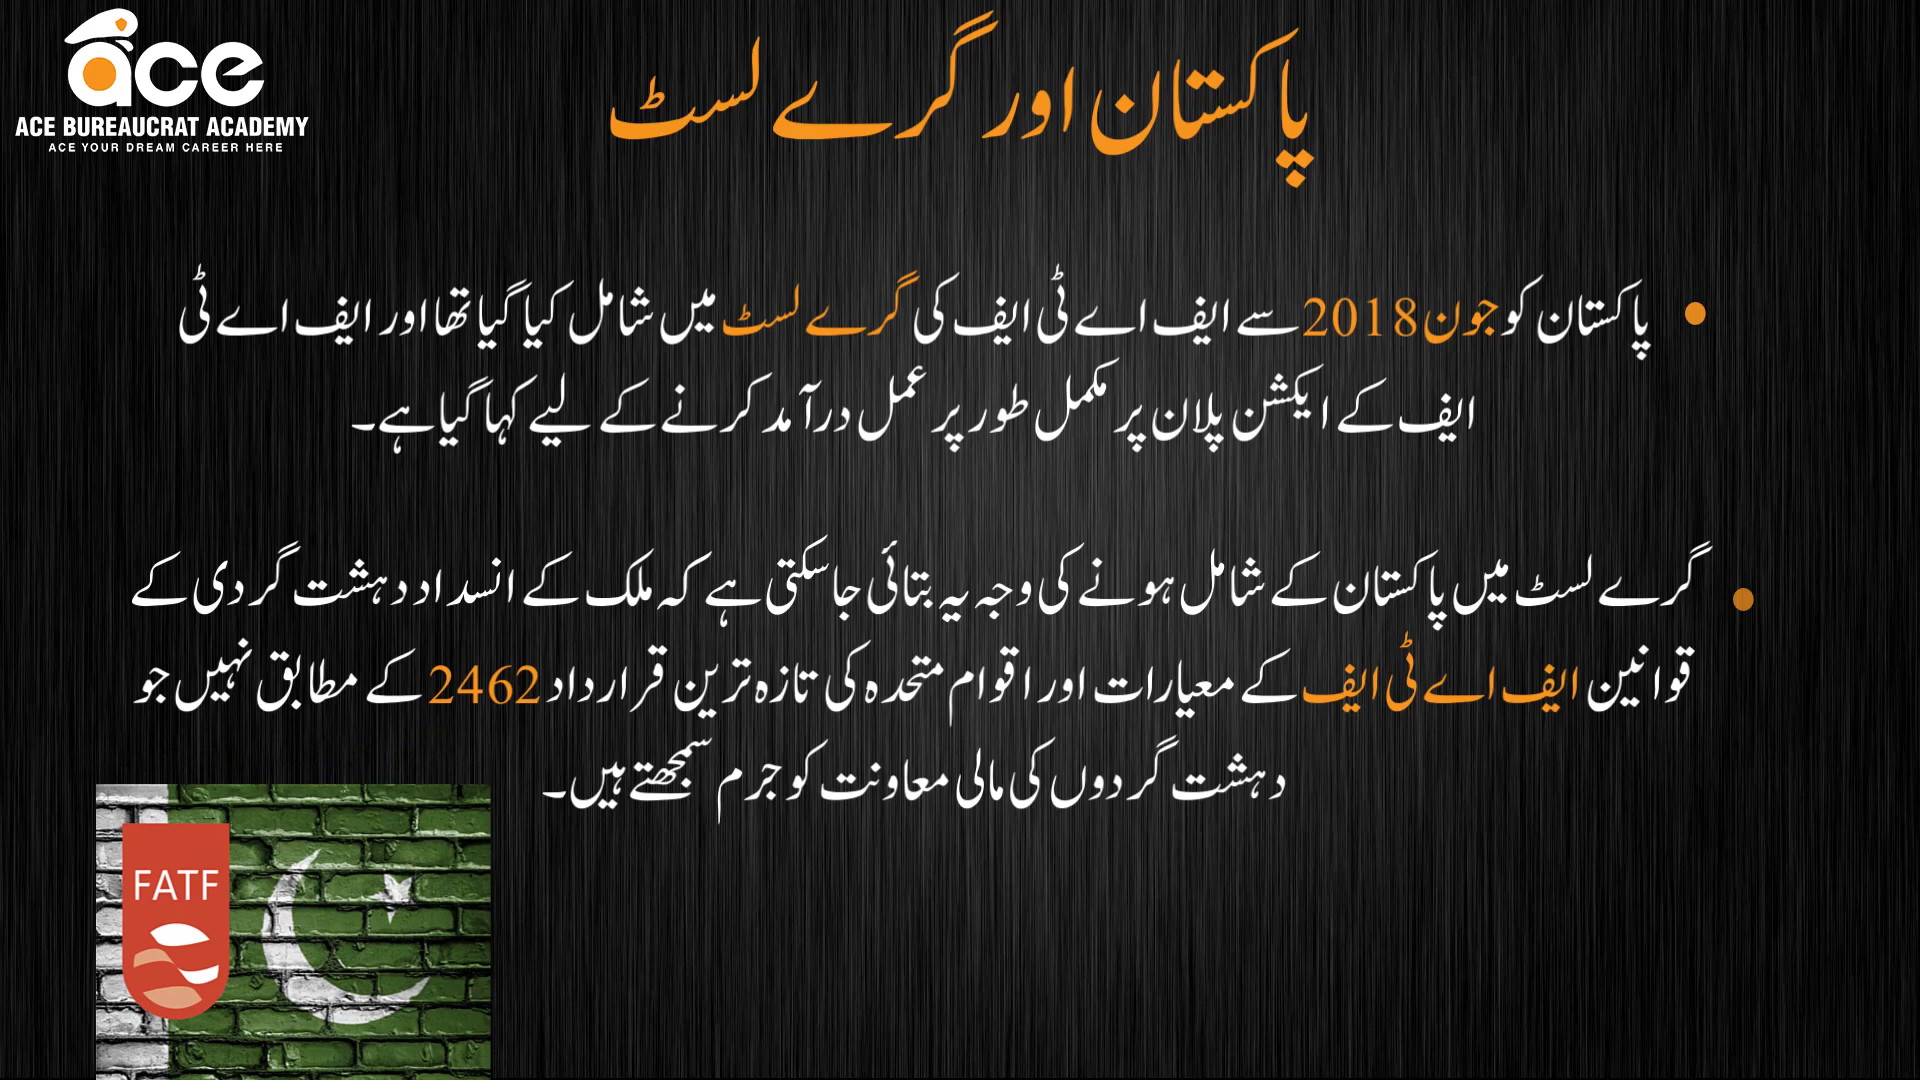 ace
ACE BUREAUCRAT ACADEMY
ACE YOUR DREAM CAREER HERE
پاکستان اور گرے لسٹ
• پاکستان کو جون 2018 سے ایف اے ٹی ایف کی گرے لسٹ میں شامل کیا گیا تھا اور ایف اے ٹی
ایف کے ایکشن پلان پر مکمل طور پر عمل درآمد کرنے کے لیے کہا گیا ہے۔
• گرے لسٹ میں پاکستان کے شامل ہونے کی وجہ یہ بتائی جاسکتی ہے کہ ملک کے انسداد دہشت گردی کے
قوانین ایف اے ٹی ایف کے معیارات اور اقوام متحدہ کی تازہ ترین قرارداد 2462 کے مطابق نہیں جو
دہشت گردوں کی مالی معاونت کو جرم سمجھتے ہیں۔
FATF